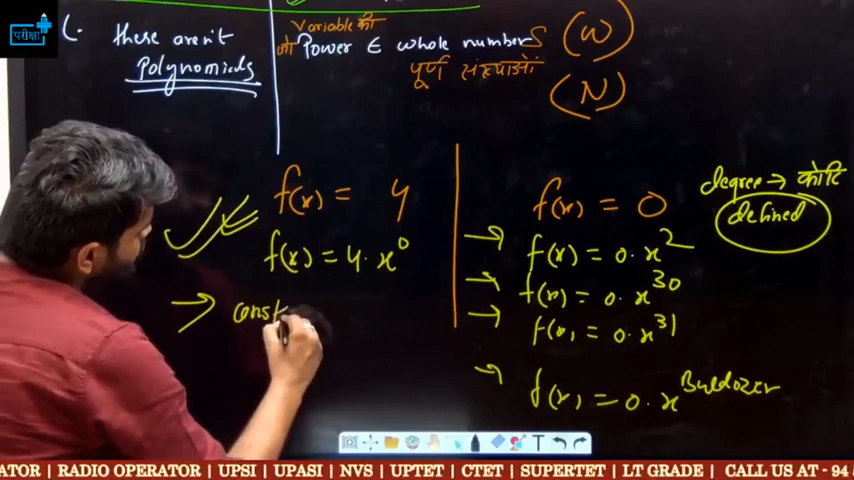 परीक्षा
these aren't
Polynomials
Variable की
जो Power ∈ whole numbers (W)
पूर्ण संख्याओं
(N)
f(x) = 4
f(x) = 4·x⁰
→ const
f(x) = 0
→ f(x) = 0·x²
→ f(x) = 0·x³⁰
→ f(x) = 0·x³¹
→ f(x) = 0·x^Buldozer
degree → कोटि
defined
ATOR | RADIO OPERATOR | UPSI | UPASI | NVS | UPTET | CTET | SUPERTET | LT GRADE | CALL US AT - 94 5